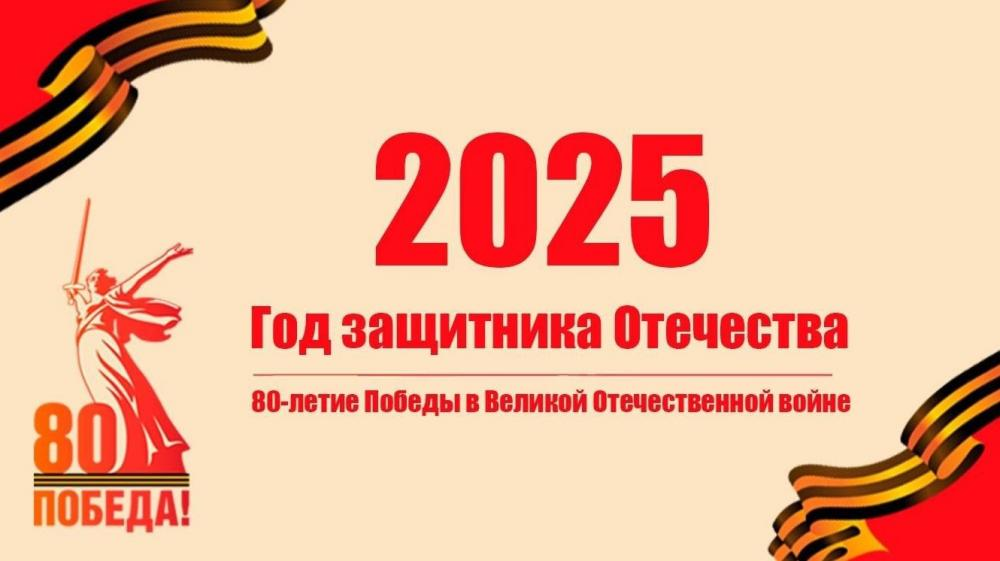 2025
Год защитника Отечества
80-летие Победы в Великой Отечественной войне
80
ПОБЕДА!